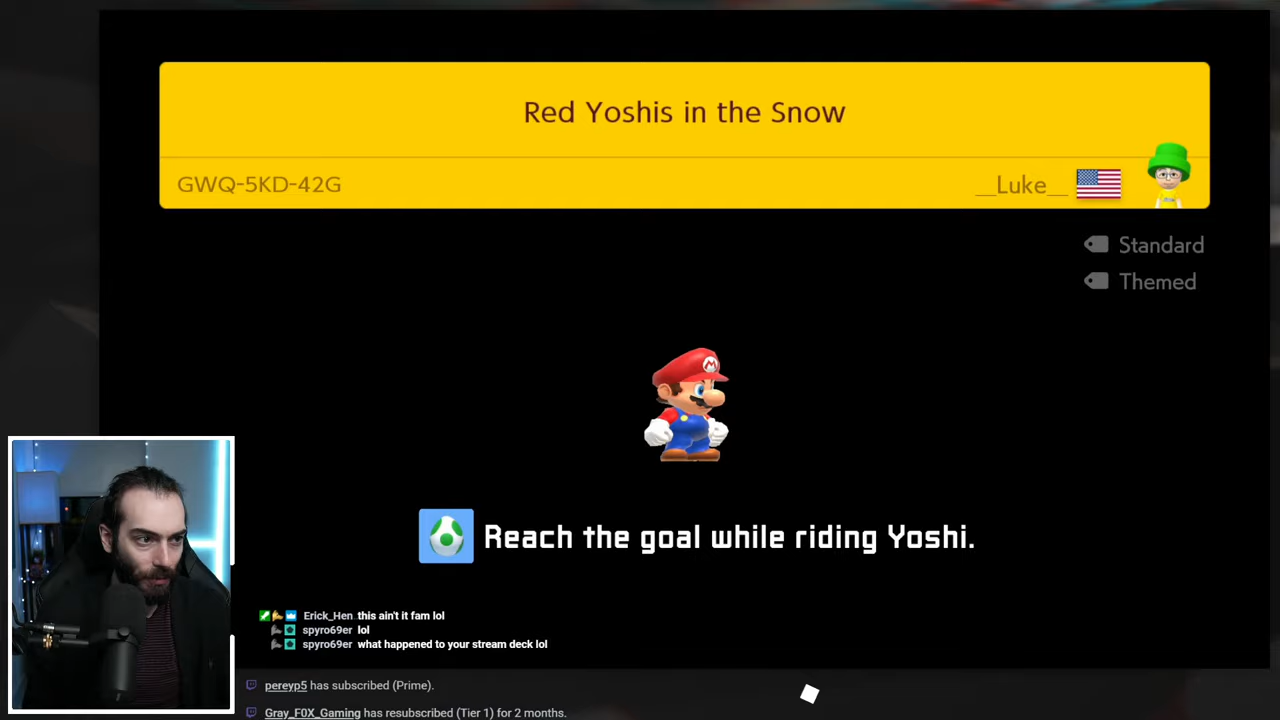 Red Yoshis in the Snow
GWQ-5KD-42G
__Luke__
Standard
Themed
M
Reach the goal while riding Yoshi.
Erick_Hen this ain't it fam lol
spyro69er lol
spyro69er what happened to your stream deck lol
pereyp5 has subscribed (Prime).
Gray_F0X_Gaming has resubscribed (Tier 1) for 2 months.